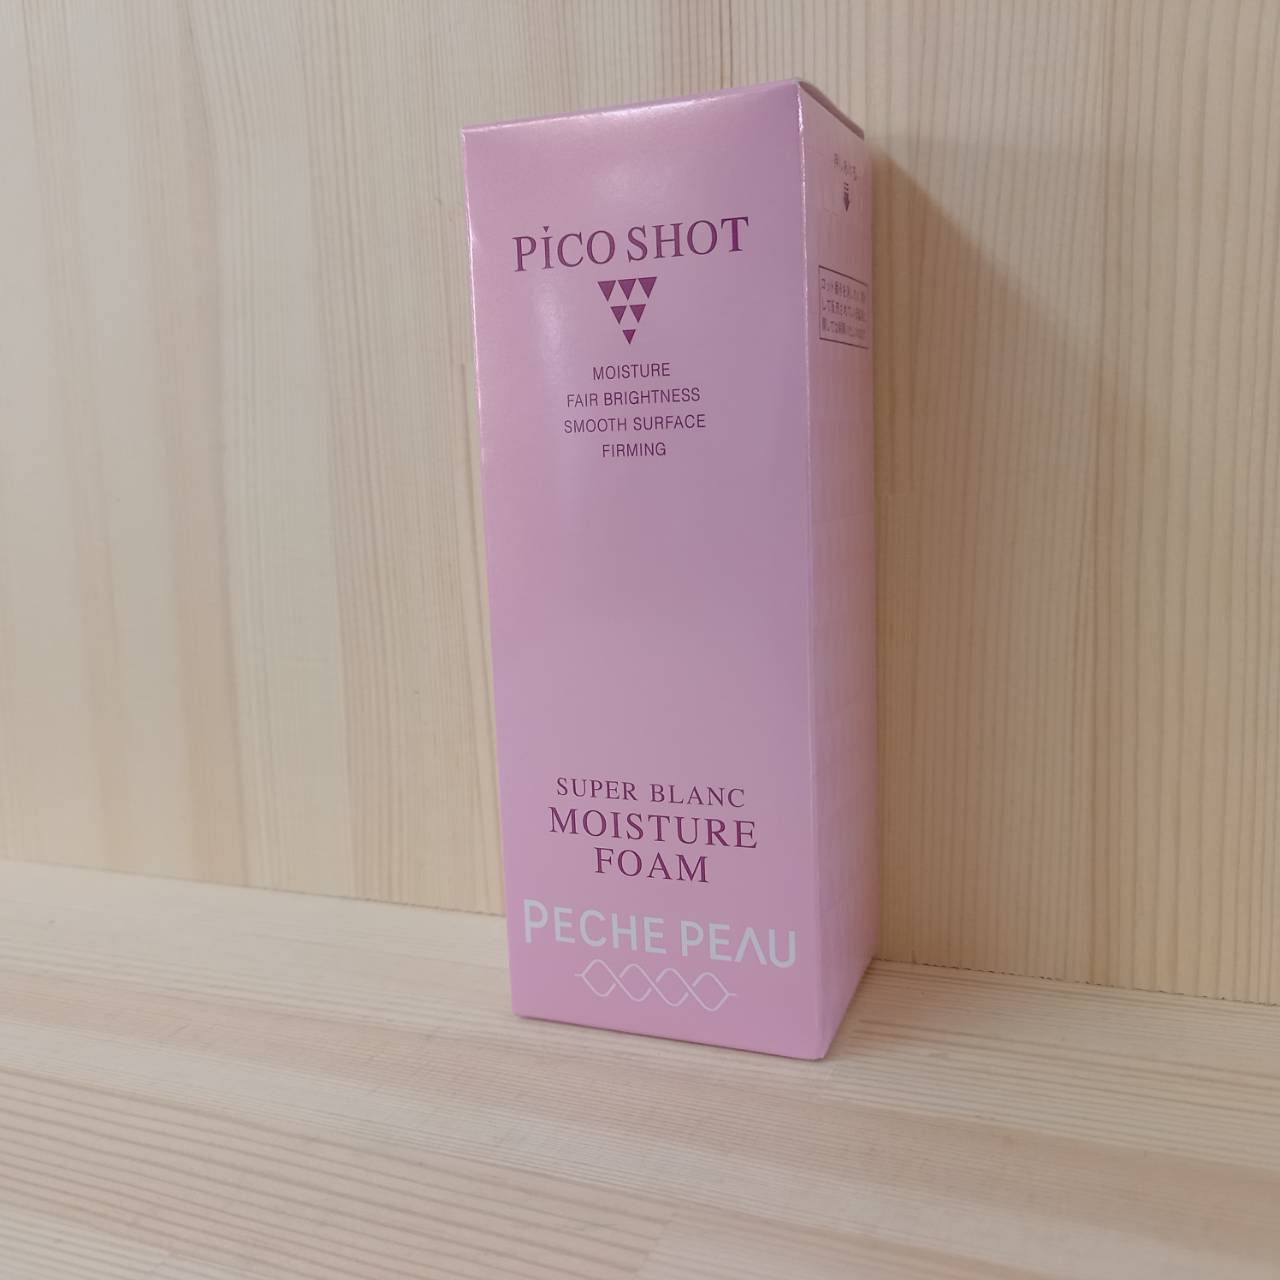 PICO SHOT
MOISTURE
FAIR BRIGHTNESS
SMOOTH SURFACE
FIRMING
SUPER BLANC
MOISTURE
FOAM
PECHE PEAU